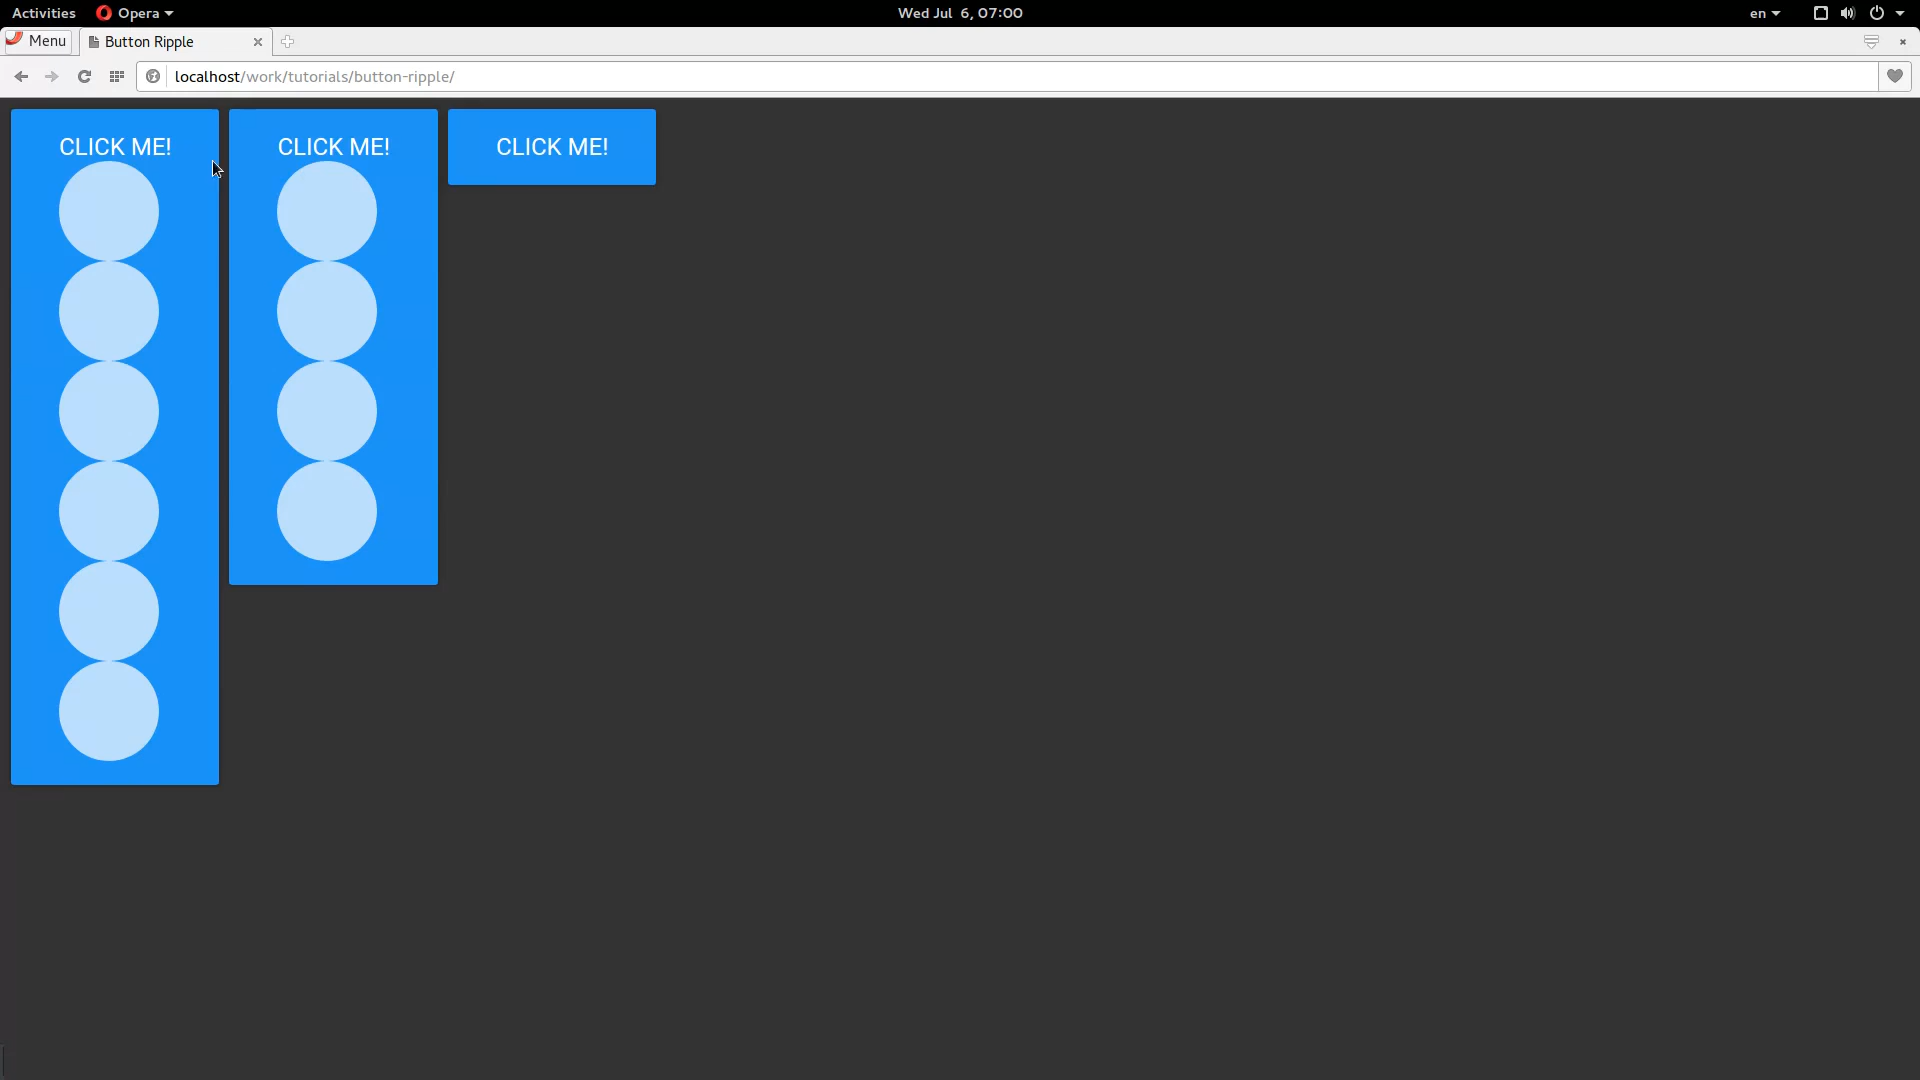 Activities Opera Wed Jul 6, 07:00 en
Menu Button Ripple
localhost/work/tutorials/button-ripple/
CLICK ME! CLICK ME! CLICK ME!